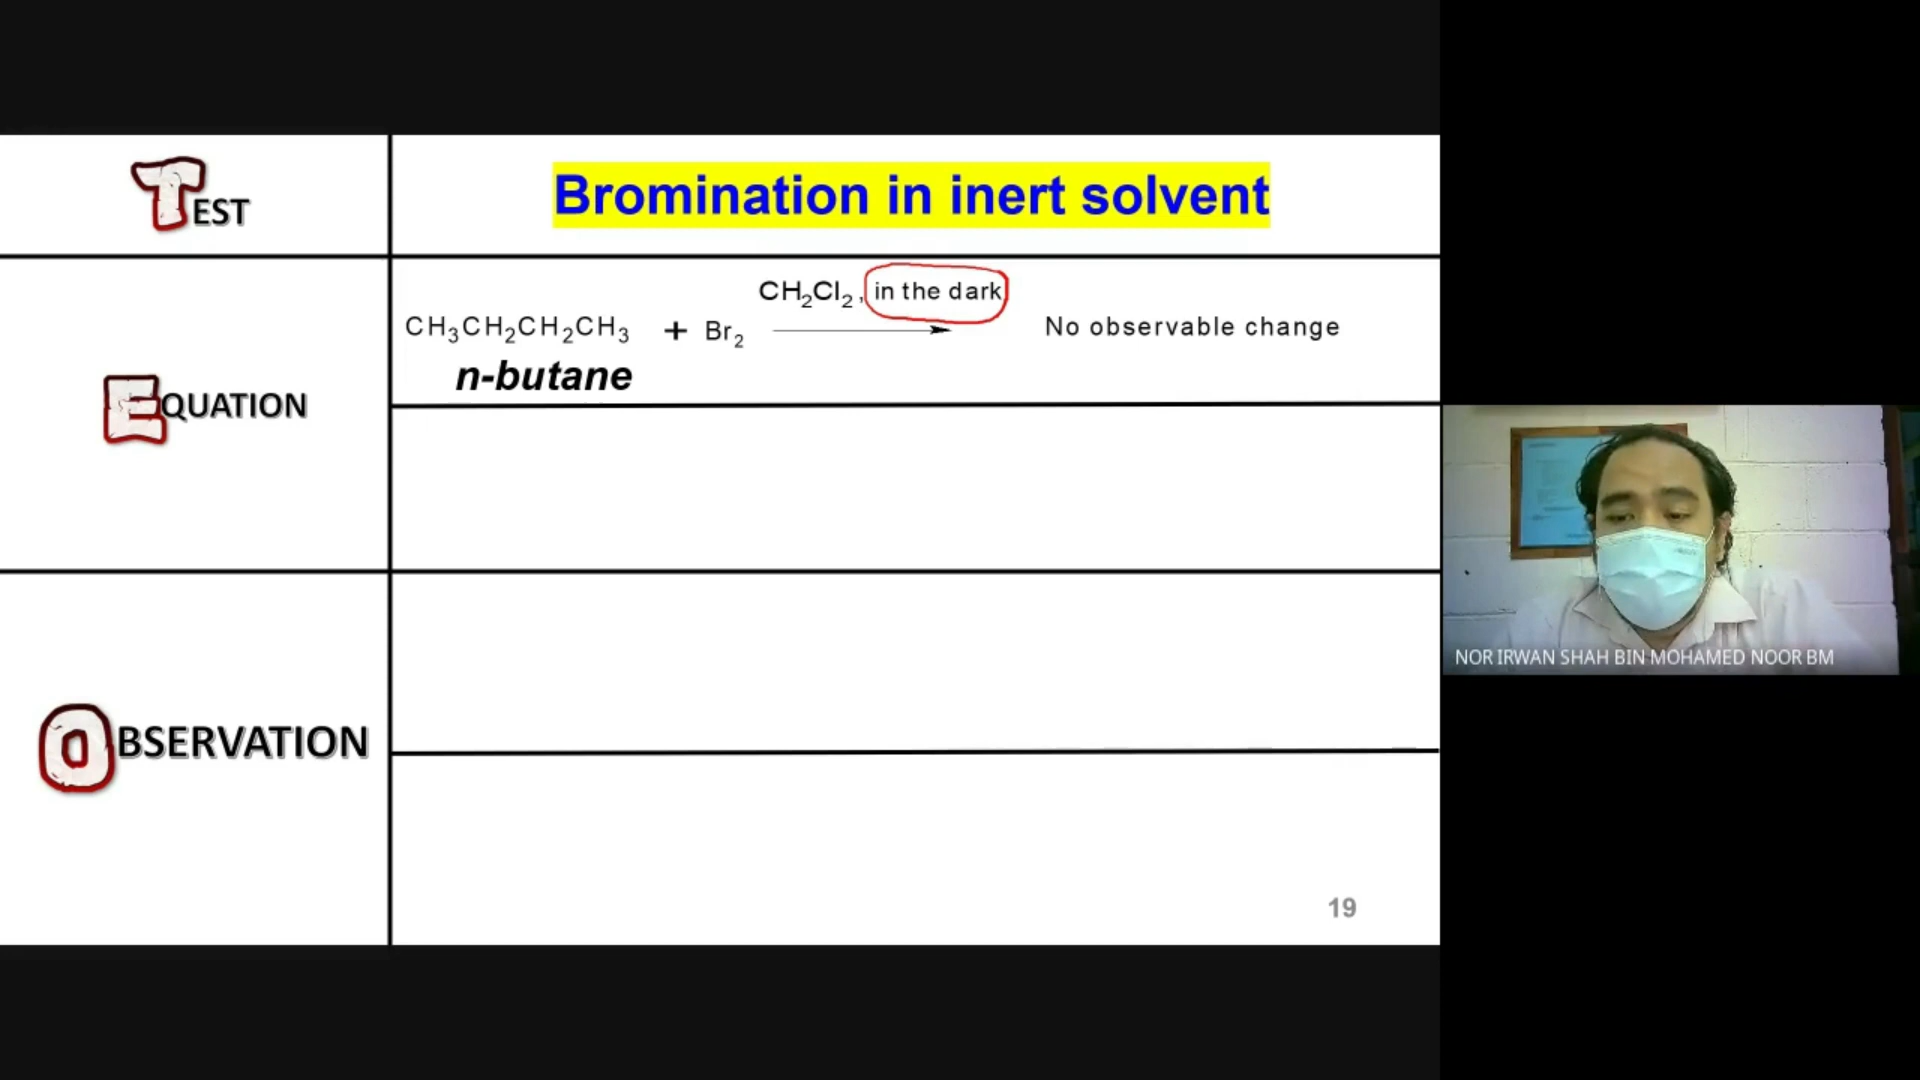 TEST
Bromination in inert solvent
EQUATION
CH₃CH₂CH₂CH₃ + Br₂ CH₂Cl₂, in the dark No observable change
n-butane
OBSERVATION
19
NOR IRWAN SHAH BIN MOHAMED NOOR BM